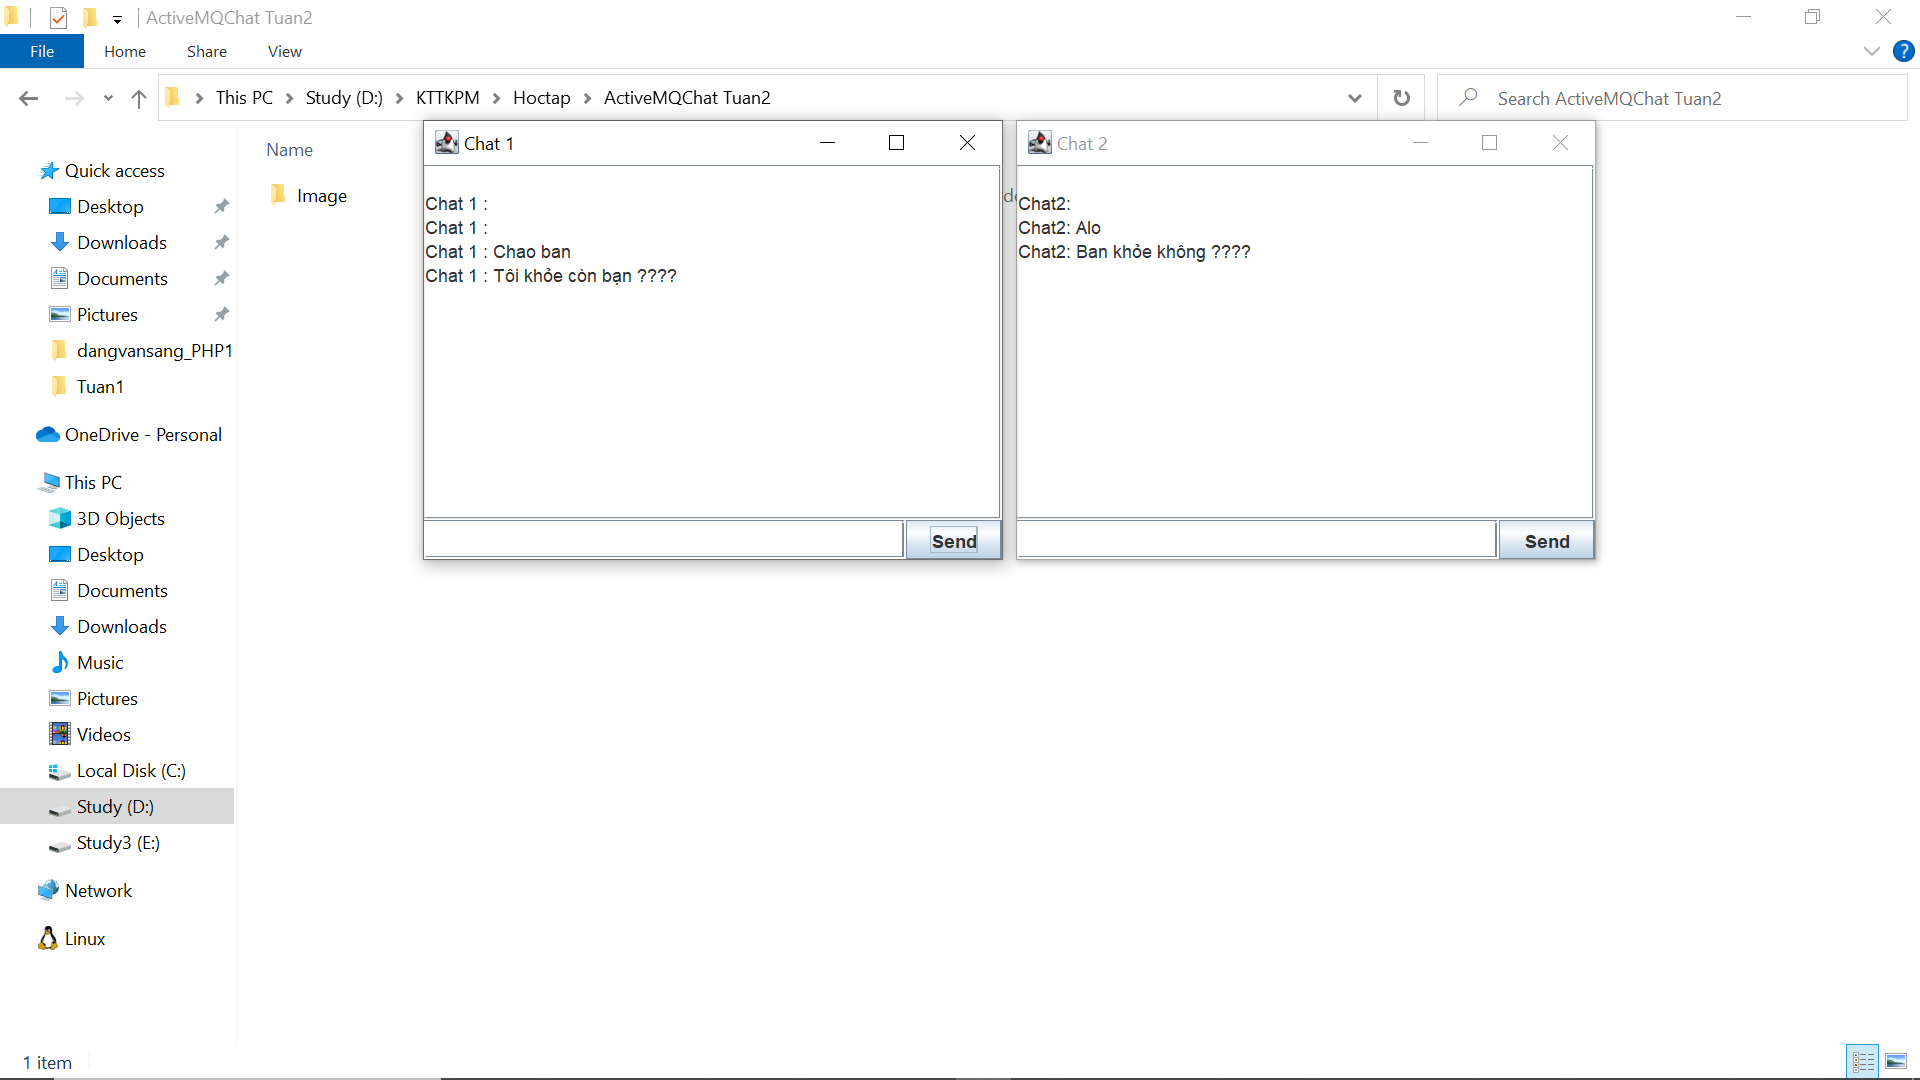 ActiveMQChat Tuan2
File Home Share View
This PC Study (D:) KTTKPM Hoctap ActiveMQChat Tuan2
Search ActiveMQChat Tuan2
Name
Image
Quick access
Desktop
Downloads
Documents
Pictures
dangvansang_PHP1
Tuan1
OneDrive - Personal
This PC
3D Objects
Desktop
Documents
Downloads
Music
Pictures
Videos
Local Disk (C:)
Study (D:)
Study3 (E:)
Network
Linux
1 item
Chat 1
Chat 1 :
Chat 1 :
Chat 1 : Chao ban
Chat 1 : Tôi khỏe còn bạn ????
Send
Chat 2
Chat2:
Chat2: Alo
Chat2: Ban khỏe không ????
Send